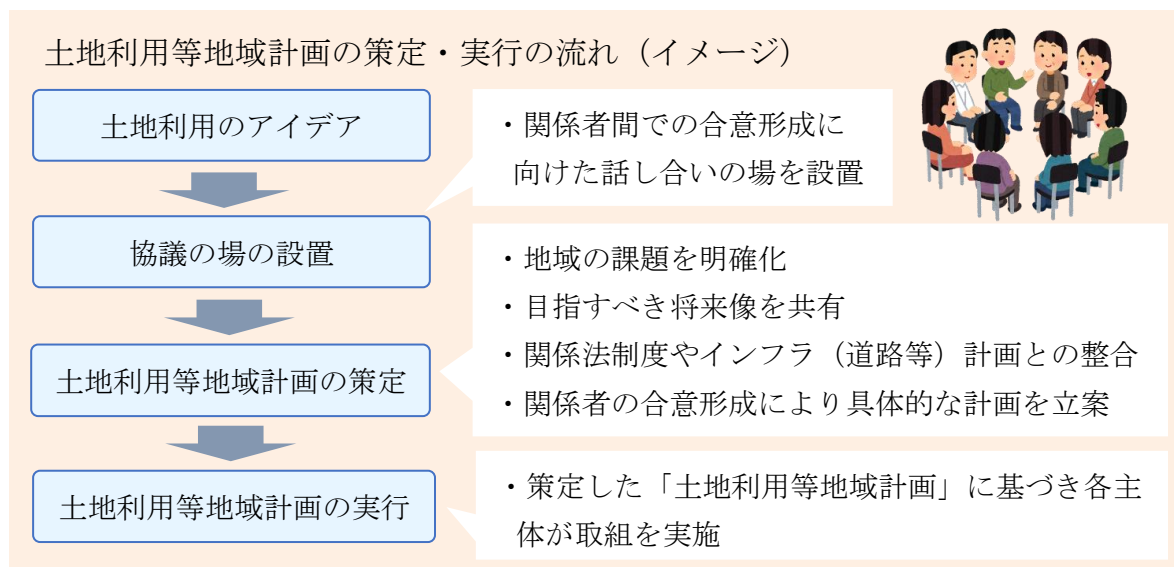 土地利用等地域計画の策定・実行の流れ（イメージ）
土地利用のアイデア
・関係者間での合意形成に
向けた話し合いの場を設置
協議の場の設置
・地域の課題を明確化
・目指すべき将来像を共有
・関係法制度やインフラ（道路等）計画との整合
・関係者の合意形成により具体的な計画を立案
土地利用等地域計画の策定
土地利用等地域計画の実行
・策定した「土地利用等地域計画」に基づき各主
体が取組を実施